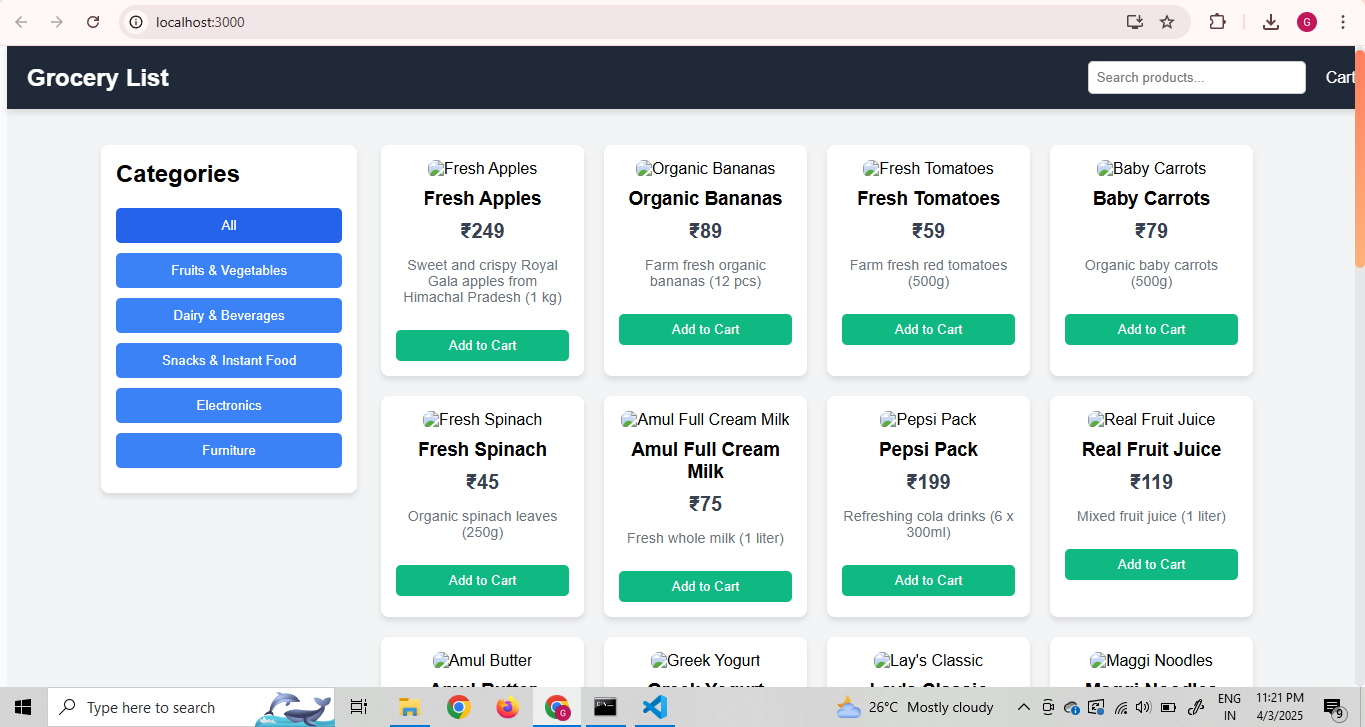 localhost:3000
G
Grocery List
Search products...
Cart
Categories
All
Fruits & Vegetables
Dairy & Beverages
Snacks & Instant Food
Electronics
Furniture
Fresh Apples
Fresh Apples
₹249
Sweet and crispy Royal
Gala apples from
Himachal Pradesh (1 kg)
Add to Cart
Organic Bananas
Organic Bananas
₹89
Farm fresh organic
bananas (12 pcs)
Add to Cart
Fresh Tomatoes
Fresh Tomatoes
₹59
Farm fresh red tomatoes
(500g)
Add to Cart
Baby Carrots
Baby Carrots
₹79
Organic baby carrots
(500g)
Add to Cart
Fresh Spinach
Fresh Spinach
₹45
Organic spinach leaves
(250g)
Add to Cart
Amul Full Cream Milk
Amul Full Cream
Milk
₹75
Fresh whole milk (1 liter)
Add to Cart
Pepsi Pack
Pepsi Pack
₹199
Refreshing cola drinks (6 x
300ml)
Add to Cart
Real Fruit Juice
Real Fruit Juice
₹119
Mixed fruit juice (1 liter)
Add to Cart
Amul Butter
Amul Butter
Greek Yogurt
Greek Yogurt
Lay's Classic
Lay's Classic
Maggi Noodles
Maggi Noodles
Type here to search
G
26°C Mostly cloudy
ENG
IN
11:21 PM
4/3/2025
9